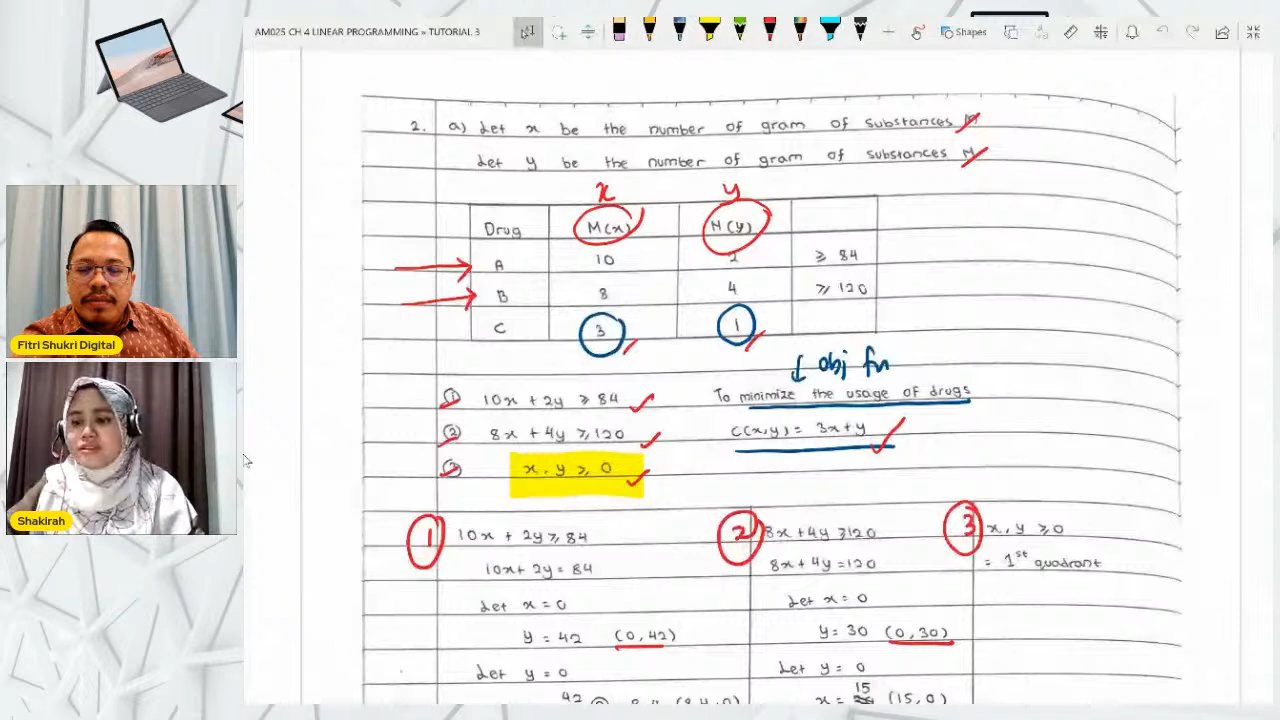 AM025 CH 4 LINEAR PROGRAMMING » TUTORIAL 3
Shapes
2. a) Let x be the number of gram of substances
Let y be the number of gram of substances
x y
Drug M(x) N(y)
A 10 2 ≥ 84
B 8 4 ≥ 120
C 3 1
↓ obj fn
① 10x + 2y ≥ 84 To minimize the usage of drugs
② 8x + 4y ≥ 120 C(x,y) = 3x + y
③ x, y ≥ 0
1 10x + 2y ≥ 84 2 8x + 4y ≥ 120 3 x, y ≥ 0
10x + 2y = 84 8x + 4y = 120 = 1st quadrant
Let x = 0 Let x = 0
y = 42 (0, 42) y = 30 (0, 30)
Let y = 0 Let y = 0
x = 15 (15, 0)
Fitri Shukri Digital
Shakirah